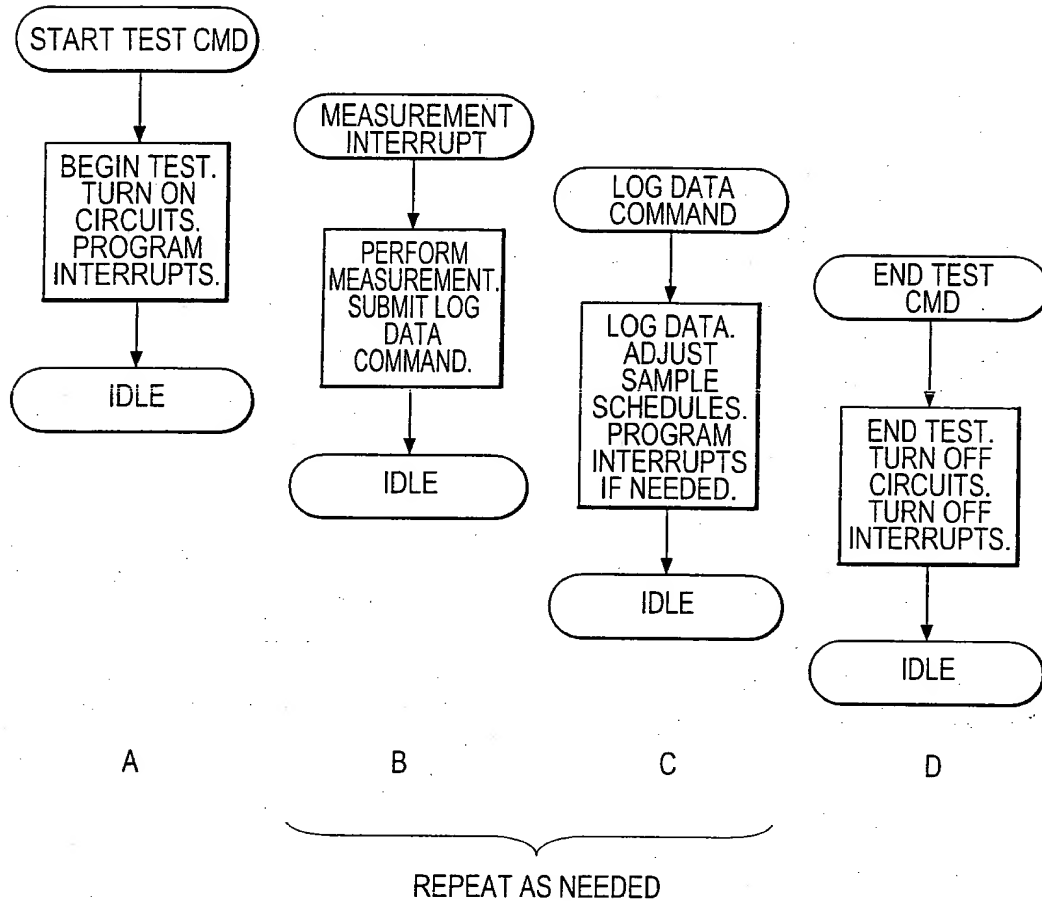 START TEST CMD
BEGIN TEST.
TURN ON
CIRCUITS.
PROGRAM
INTERRUPTS.
IDLE
MEASUREMENT
INTERRUPT
PERFORM
MEASUREMENT.
SUBMIT LOG
DATA
COMMAND.
IDLE
LOG DATA
COMMAND
LOG DATA.
ADJUST
SAMPLE
SCHEDULES.
PROGRAM
INTERRUPTS
IF NEEDED.
IDLE
END TEST
CMD
END TEST.
TURN OFF
CIRCUITS.
TURN OFF
INTERRUPTS.
IDLE
A
B
C
D
REPEAT AS NEEDED